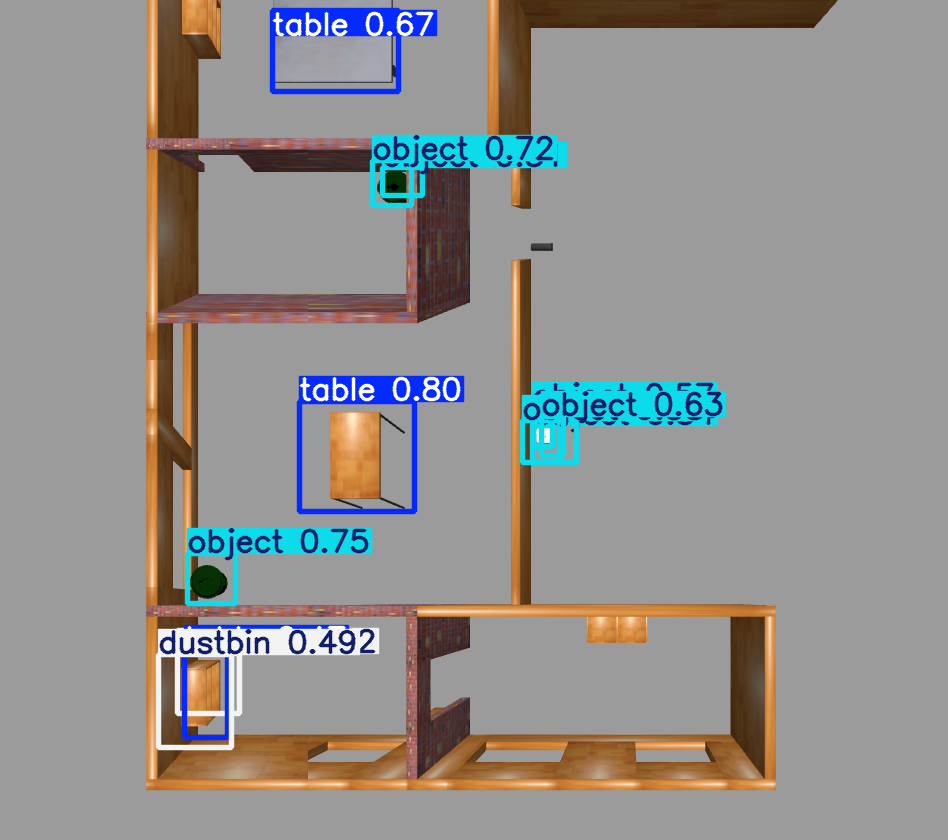 table 0.67
object 0.72
table 0.80
object 0.63
object 0.75
dustbin 0.492